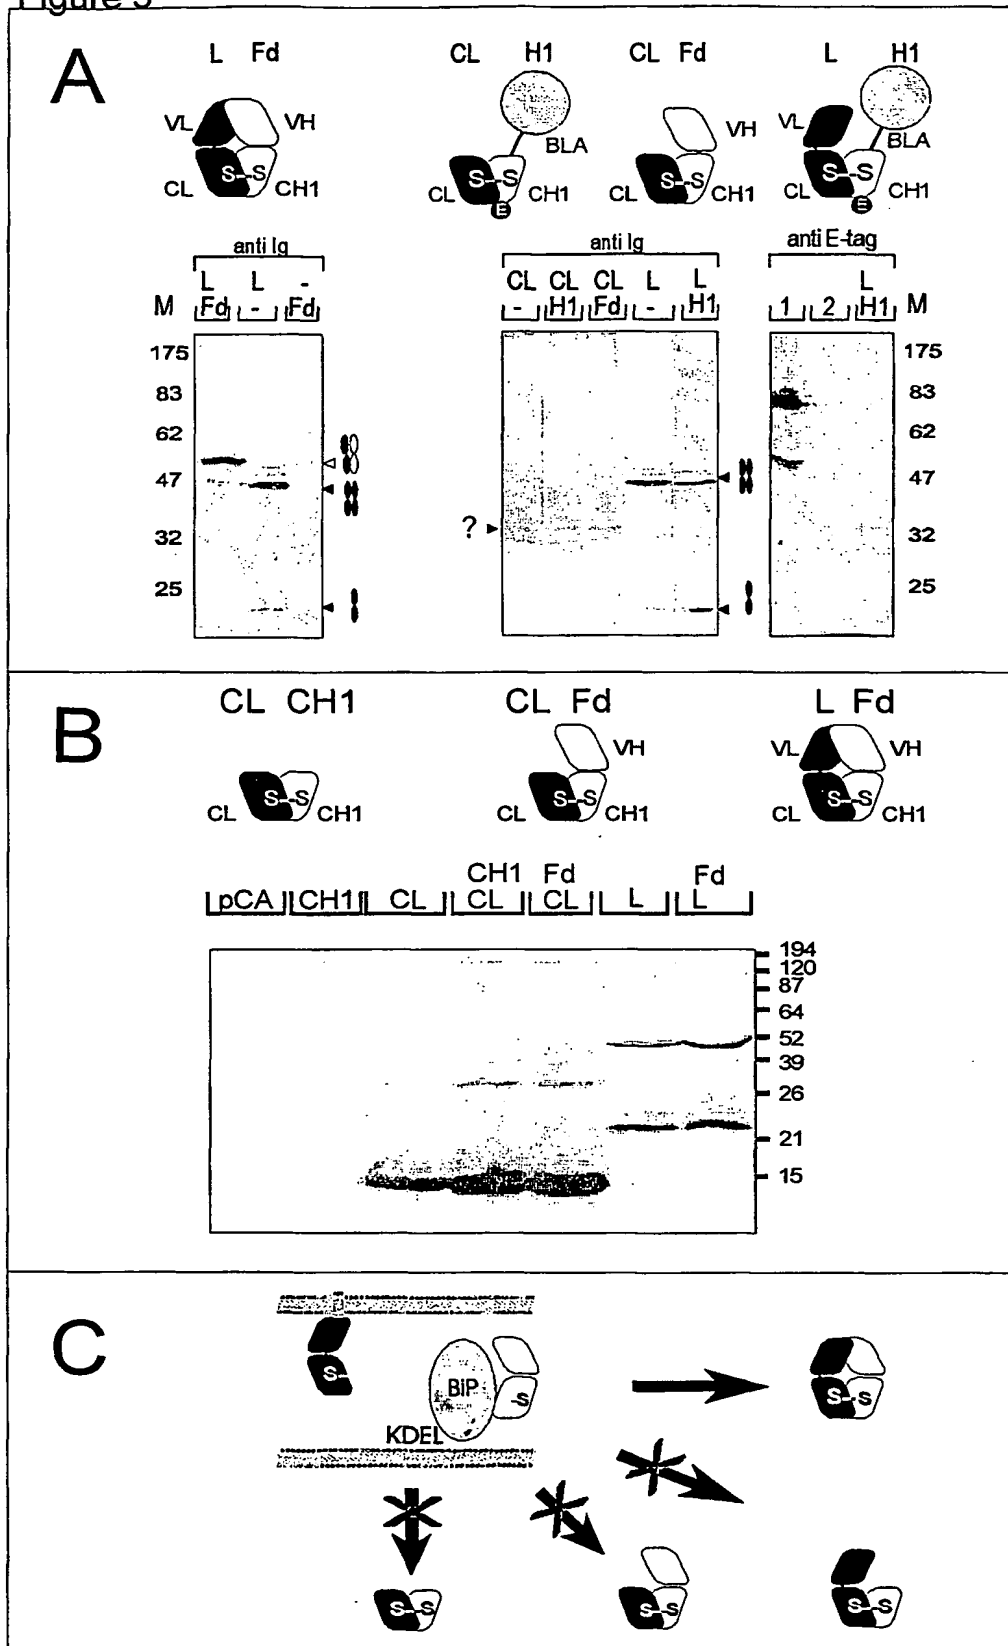 Figure 5
A
L Fd
CL H1
CL Fd
L H1
VL VH
BLA
VH
VL
BLA
S--S
S--S
S--S
S--S
CL CH1
CL CH1
CL CH1
CL CH1
E
E
anti Ig
anti Ig
anti E-tag
L L -
CL CL CL L L
L
M Fd - Fd
- H1 Fd - H1
1 2 H1 M
175
83
62
47
32
25
?
175
83
62
47
32
25
B
CL CH1
CL Fd
L Fd
VH
VL VH
S--S
S--S
S--S
CL CH1
CL CH1
CL CH1
CH1 Fd Fd
pCA CH1 CL CL CL L L
194
120
87
64
52
39
26
21
15
C
S-
BiP
-S
KDEL
S--S
S--S
S--S
S--S